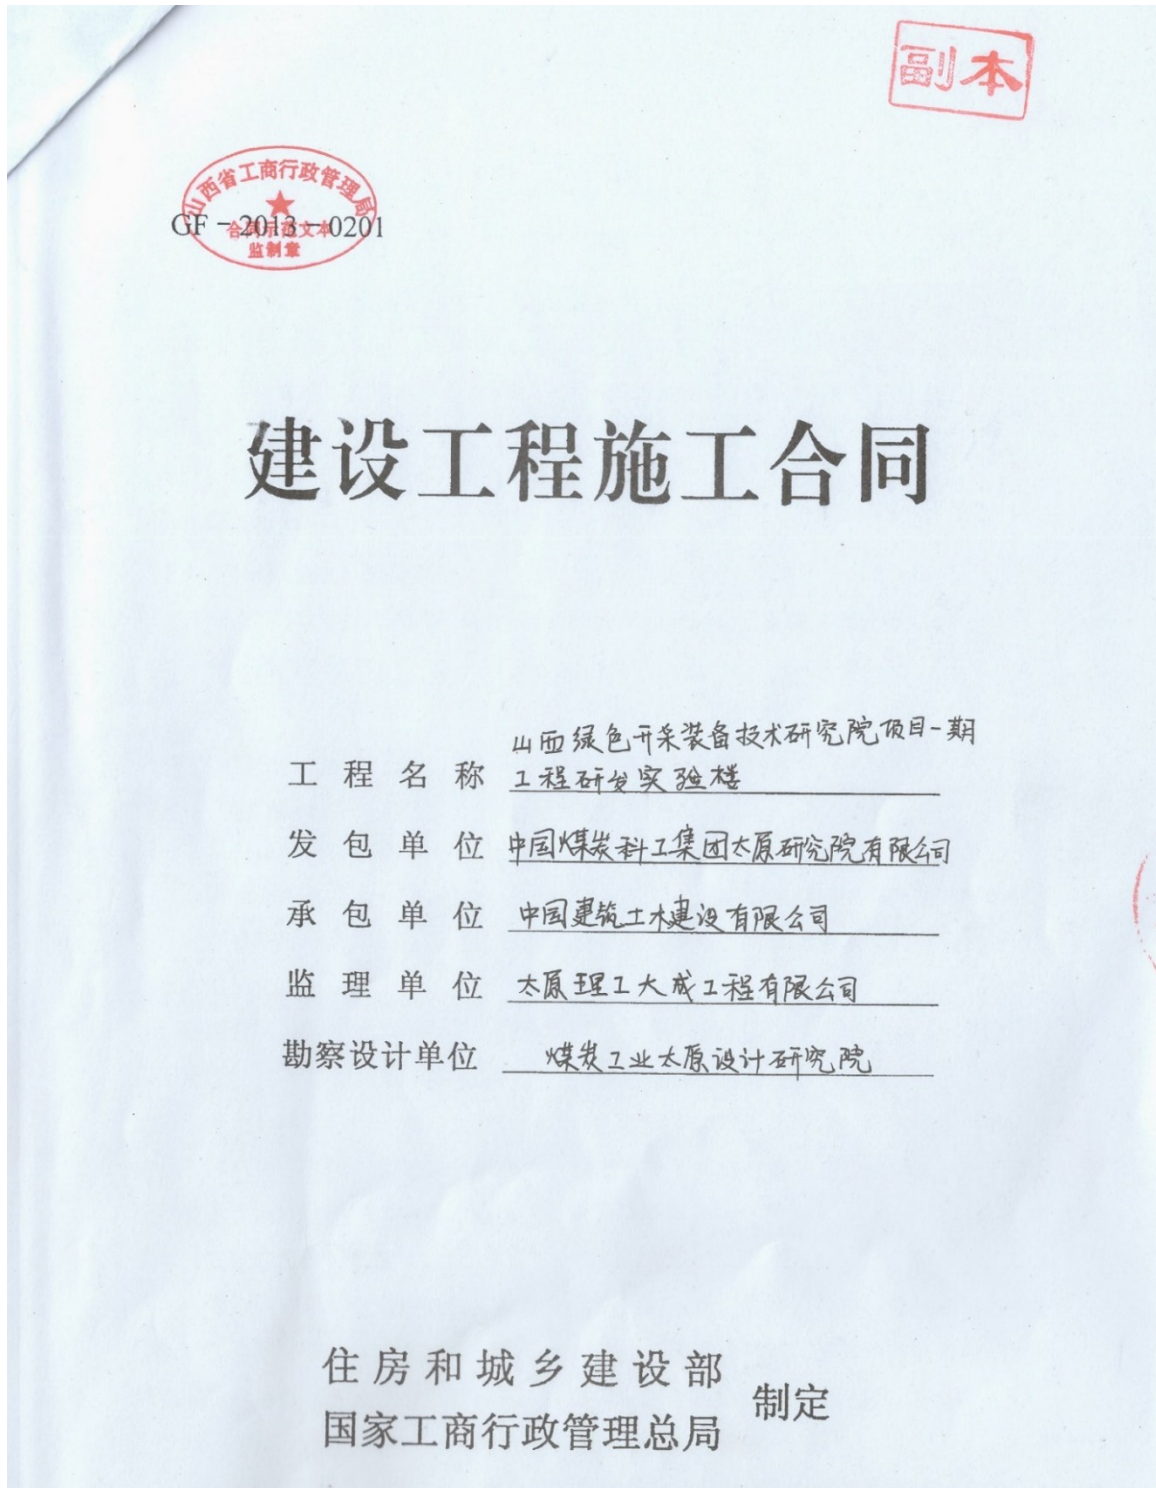 副本
山西省工商行政管理局
GF-2013-0201
合同示范文本
监制章
建设工程施工合同
山西绿色开采装备技术研究院项目一期
工程名称 工程研发实验楼
发包单位 中国煤炭科工集团太原研究院有限公司
承包单位 中国建筑土木建设有限公司
监理单位 太原理工大成工程有限公司
勘察设计单位 煤炭工业太原设计研究院
住房和城乡建设部
国家工商行政管理总局 制定